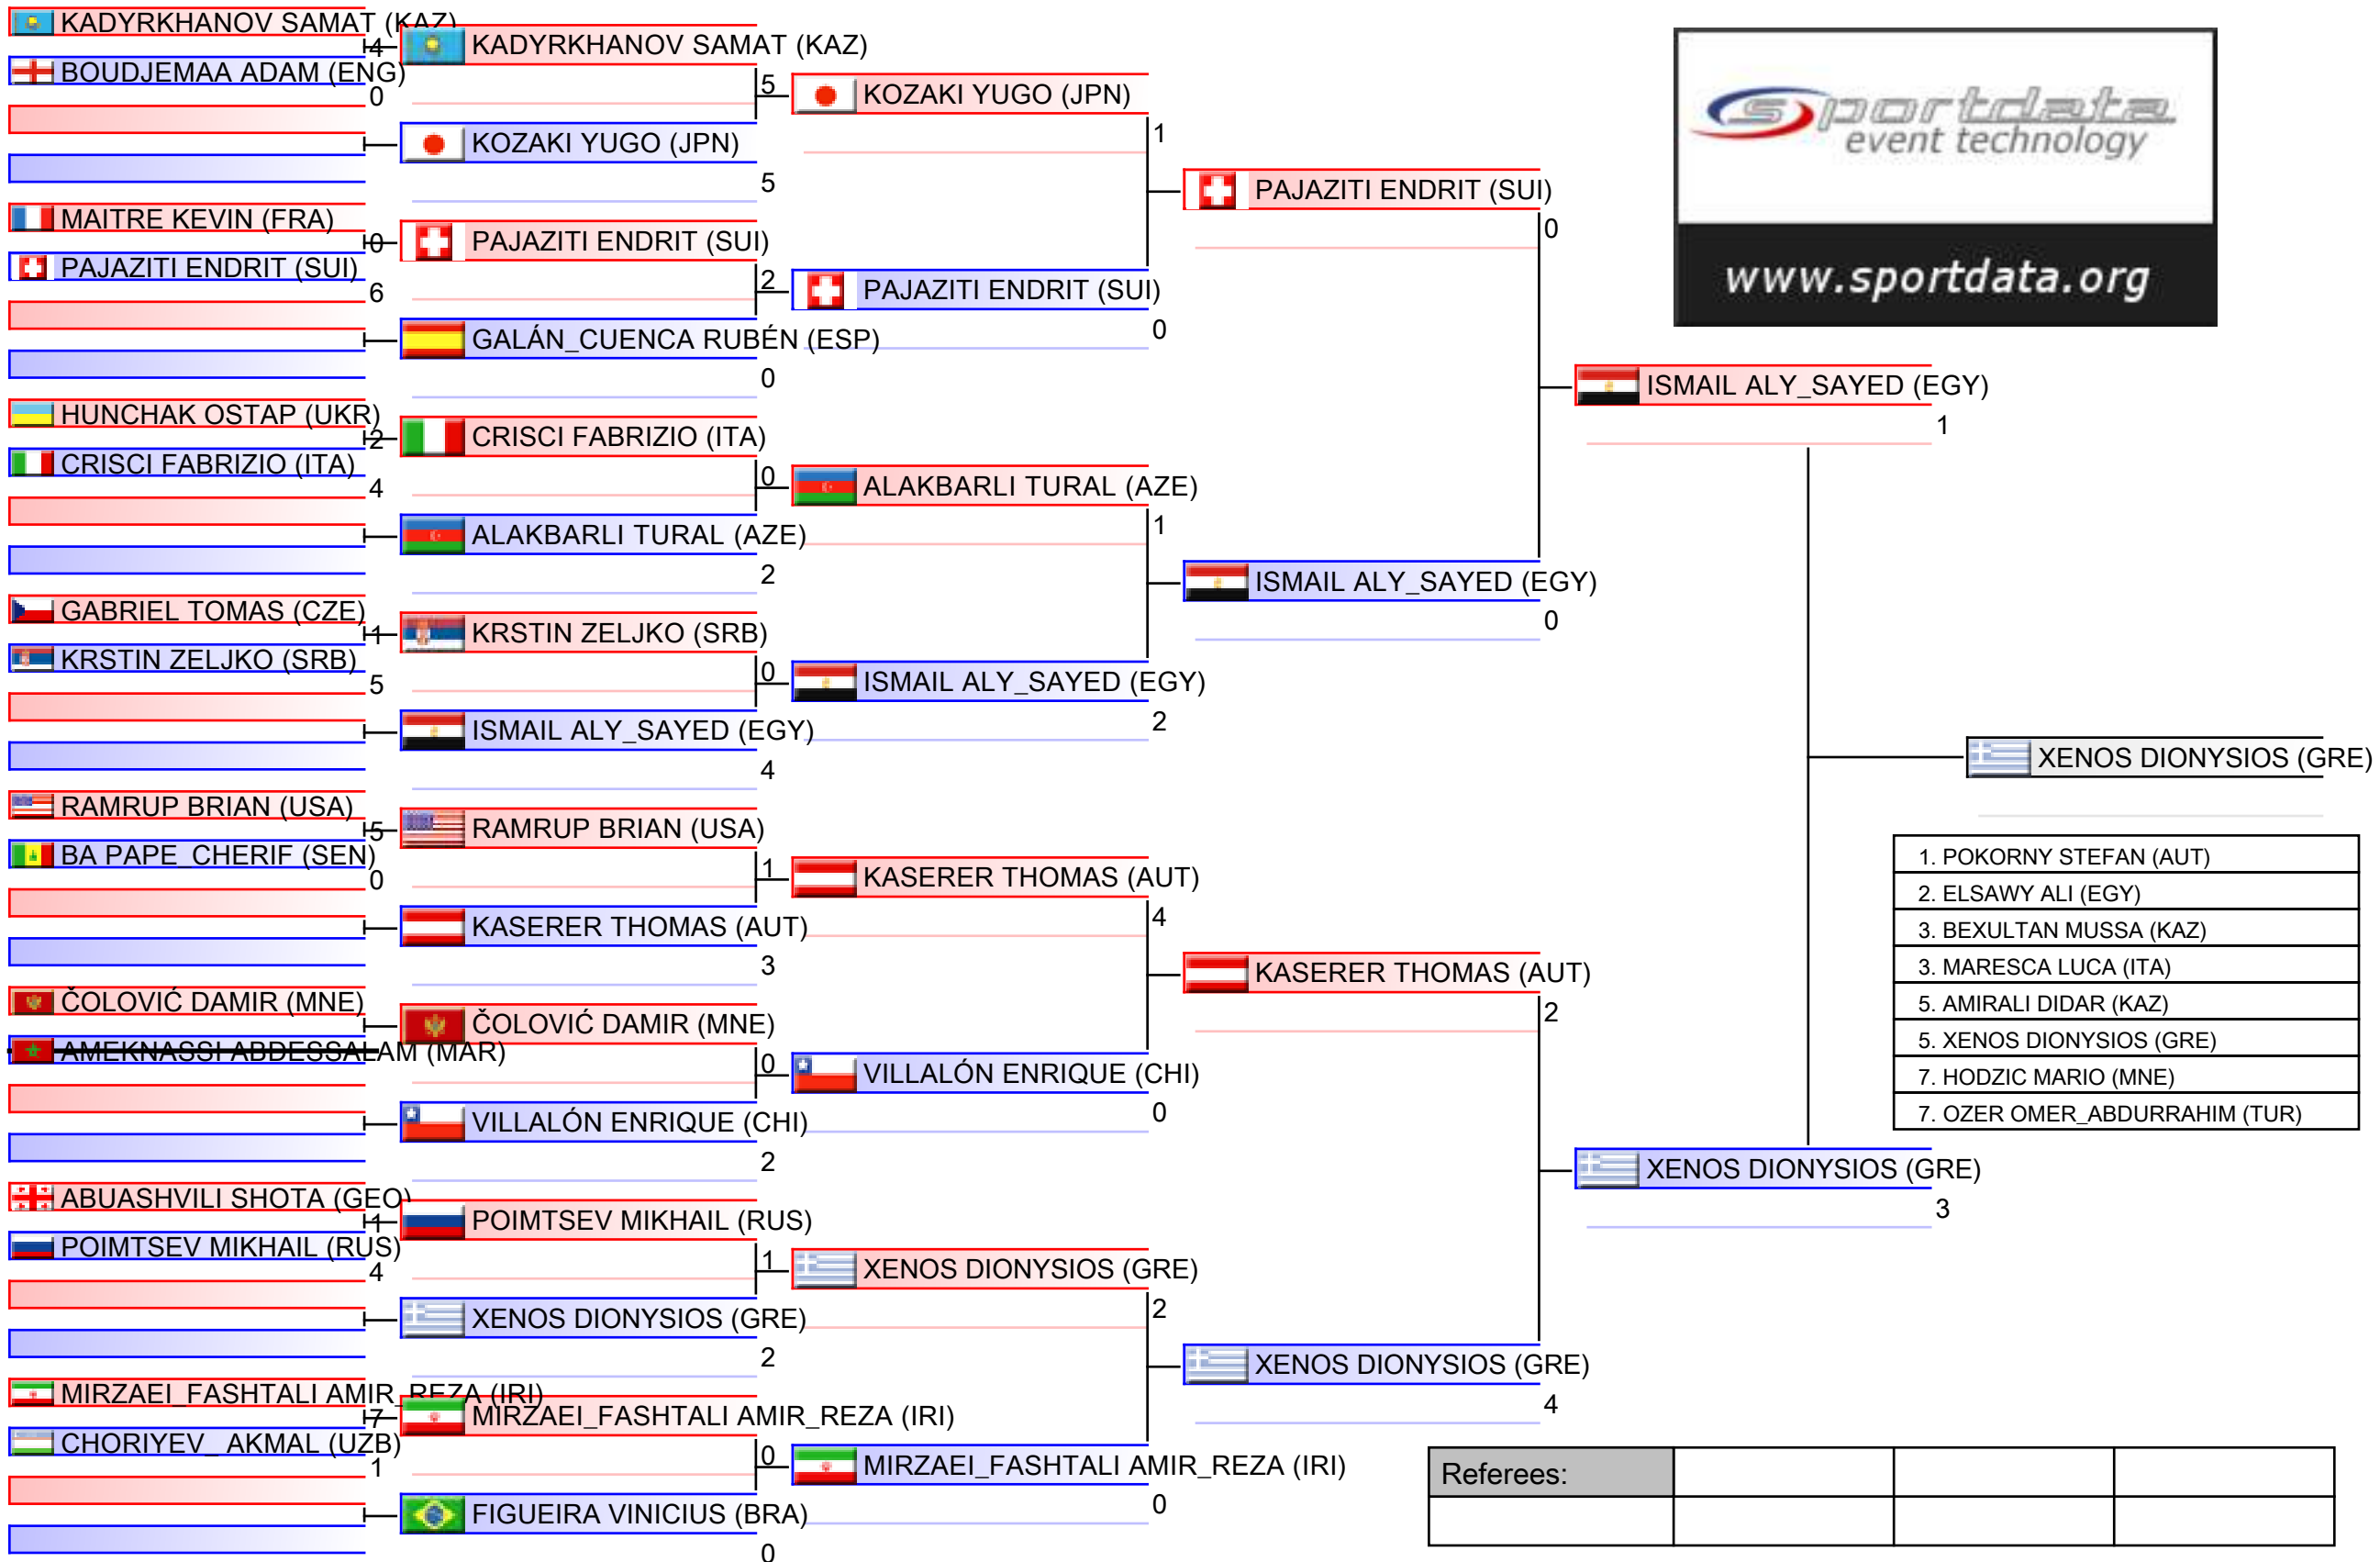 KADYRKHANOV SAMAT (KAZ)
4
BOUDJEMAA ADAM (ENG)
0
MAITRE KEVIN (FRA)
0
PAJAZITI ENDRIT (SUI)
6
HUNCHAK OSTAP (UKR)
2
CRISCI FABRIZIO (ITA)
4
GABRIEL TOMAS (CZE)
1
KRSTIN ZELJKO (SRB)
5
RAMRUP BRIAN (USA)
5
BA PAPE_CHERIF (SEN)
0
ČOLOVIĆ DAMIR (MNE)
AMEKNASSI ABDESSALAM (MAR)
ABUASHVILI SHOTA (GEO)
1
POIMTSEV MIKHAIL (RUS)
4
MIRZAEI_FASHTALI AMIR_REZA (IRI)
7
CHORIYEV_ AKMAL (UZB)
1
KADYRKHANOV SAMAT (KAZ)
5
KOZAKI YUGO (JPN)
5
PAJAZITI ENDRIT (SUI)
2
GALÁN_CUENCA RUBÉN (ESP)
0
CRISCI FABRIZIO (ITA)
0
ALAKBARLI TURAL (AZE)
2
KRSTIN ZELJKO (SRB)
0
ISMAIL ALY_SAYED (EGY)
4
RAMRUP BRIAN (USA)
1
KASERER THOMAS (AUT)
3
ČOLOVIĆ DAMIR (MNE)
0
VILLALÓN ENRIQUE (CHI)
2
POIMTSEV MIKHAIL (RUS)
1
XENOS DIONYSIOS (GRE)
2
MIRZAEI_FASHTALI AMIR_REZA (IRI)
0
FIGUEIRA VINICIUS (BRA)
0
KOZAKI YUGO (JPN)
1
PAJAZITI ENDRIT (SUI)
0
ALAKBARLI TURAL (AZE)
1
ISMAIL ALY_SAYED (EGY)
2
KASERER THOMAS (AUT)
4
VILLALÓN ENRIQUE (CHI)
0
XENOS DIONYSIOS (GRE)
2
MIRZAEI_FASHTALI AMIR_REZA (IRI)
0
PAJAZITI ENDRIT (SUI)
0
ISMAIL ALY_SAYED (EGY)
0
KASERER THOMAS (AUT)
2
XENOS DIONYSIOS (GRE)
4
ISMAIL ALY_SAYED (EGY)
1
XENOS DIONYSIOS (GRE)
3
XENOS DIONYSIOS (GRE)
sportdata
event technology
www.sportdata.org
1. POKORNY STEFAN (AUT)
2. ELSAWY ALI (EGY)
3. BEXULTAN MUSSA (KAZ)
3. MARESCA LUCA (ITA)
5. AMIRALI DIDAR (KAZ)
5. XENOS DIONYSIOS (GRE)
7. HODZIC MARIO (MNE)
7. OZER OMER_ABDURRAHIM (TUR)
Referees: